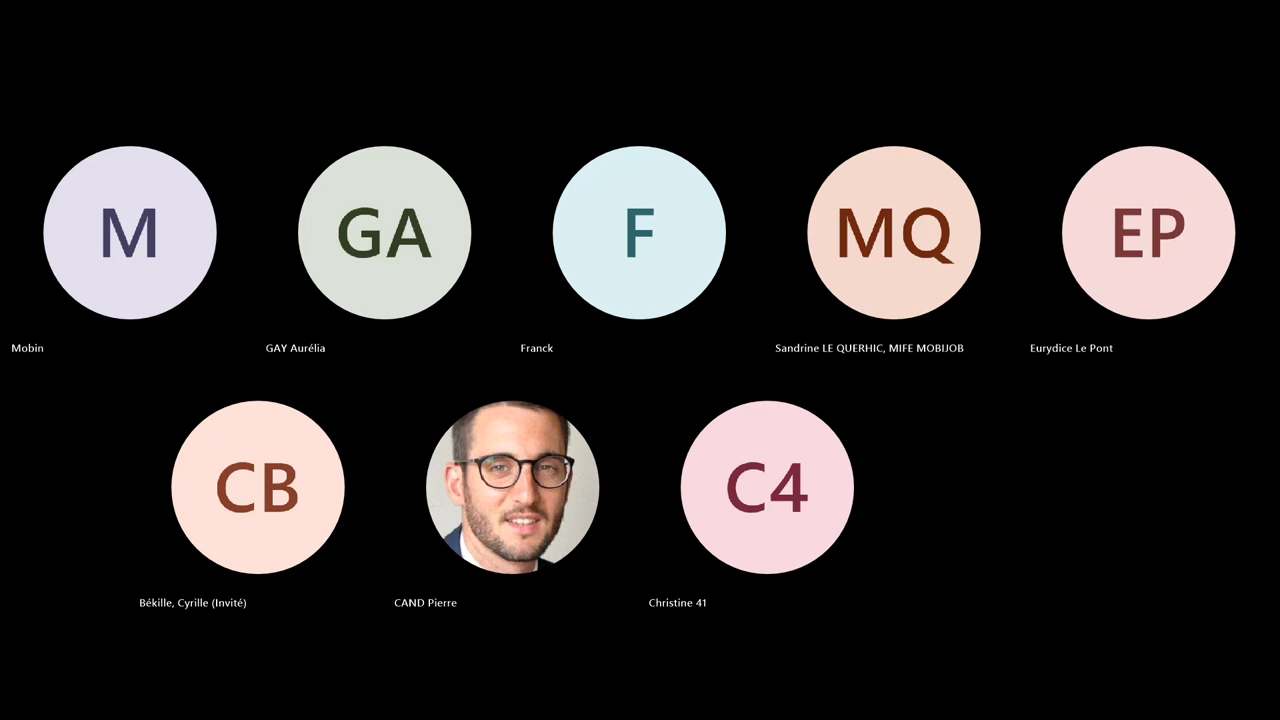 M
GA
F
MQ
EP
Mobin
GAY Aurélia
Franck
Sandrine LE QUERHIC, MIFE MOBIJOB
Eurydice Le Pont
CB
C4
Békille, Cyrille (Invité)
CAND Pierre
Christine 41